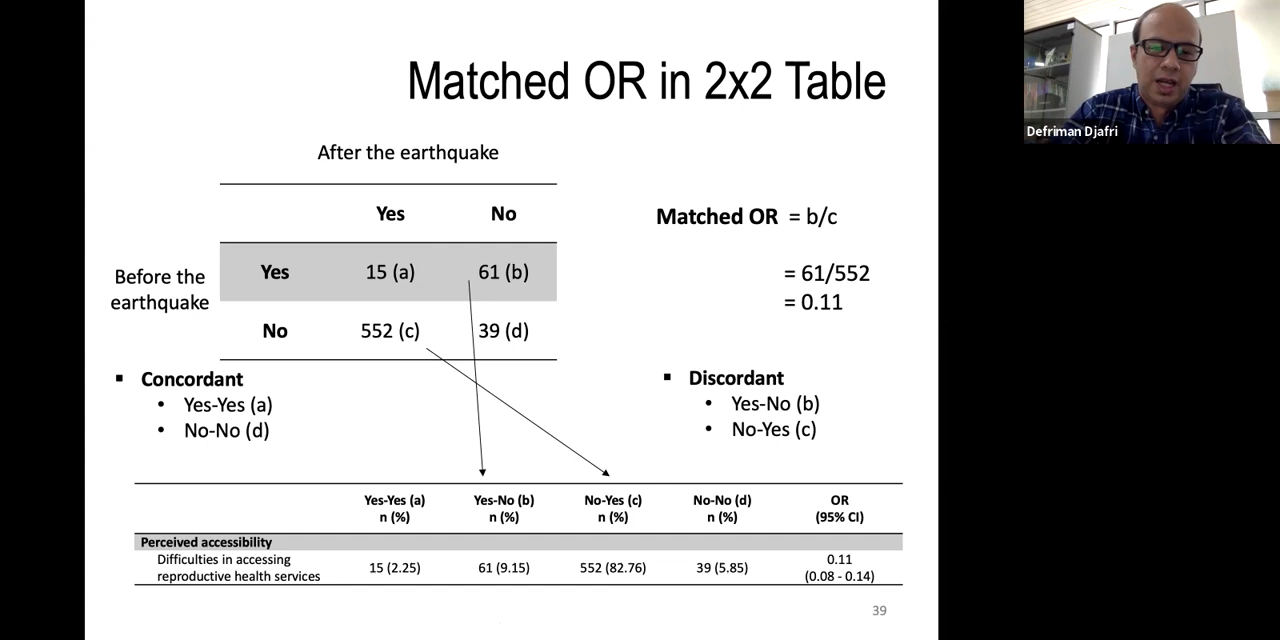 Matched OR in 2x2 Table
Defriman Djafri
After the earthquake
Yes No
Before the
earthquake
Yes 15 (a) 61 (b)
No 552 (c) 39 (d)
Matched OR = b/c
= 61/552
= 0.11
▪ Concordant
• Yes-Yes (a)
• No-No (d)
▪ Discordant
• Yes-No (b)
• No-Yes (c)
Yes-Yes (a) Yes-No (b) No-Yes (c) No-No (d) OR
n (%) n (%) n (%) n (%) (95% CI)
Perceived accessibility
Difficulties in accessing
reproductive health services 15 (2.25) 61 (9.15) 552 (82.76) 39 (5.85) 0.11
(0.08 - 0.14)
39